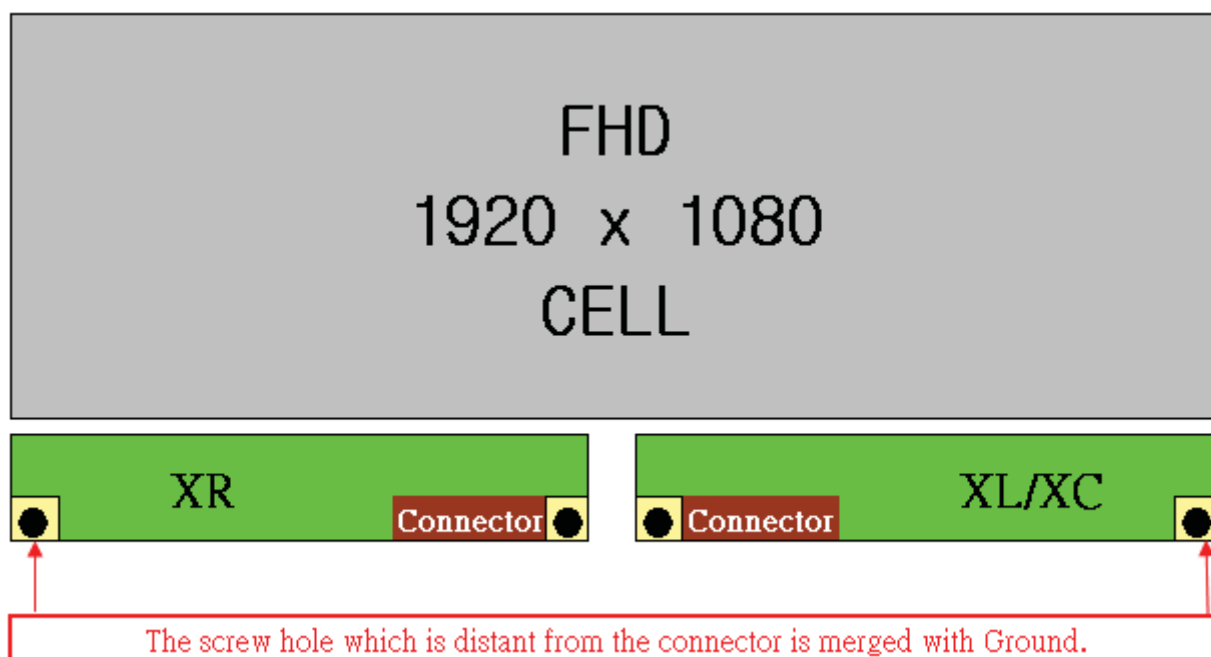 FHD
1920 x 1080
CELL
XR
XL/XC
Connector
Connector
The screw hole which is distant from the connector is merged with Ground.